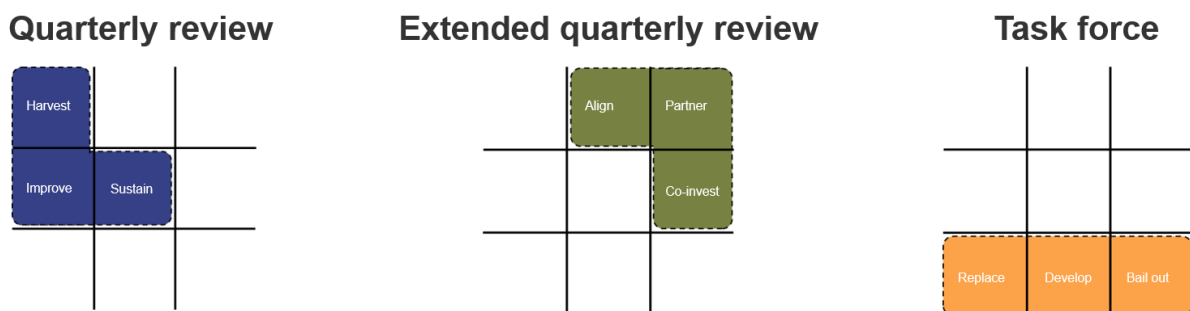 Quarterly review
Extended quarterly review
Task force
Harvest
Align
Partner
Improve
Sustain
Co-invest
Replace
Develop
Bail out